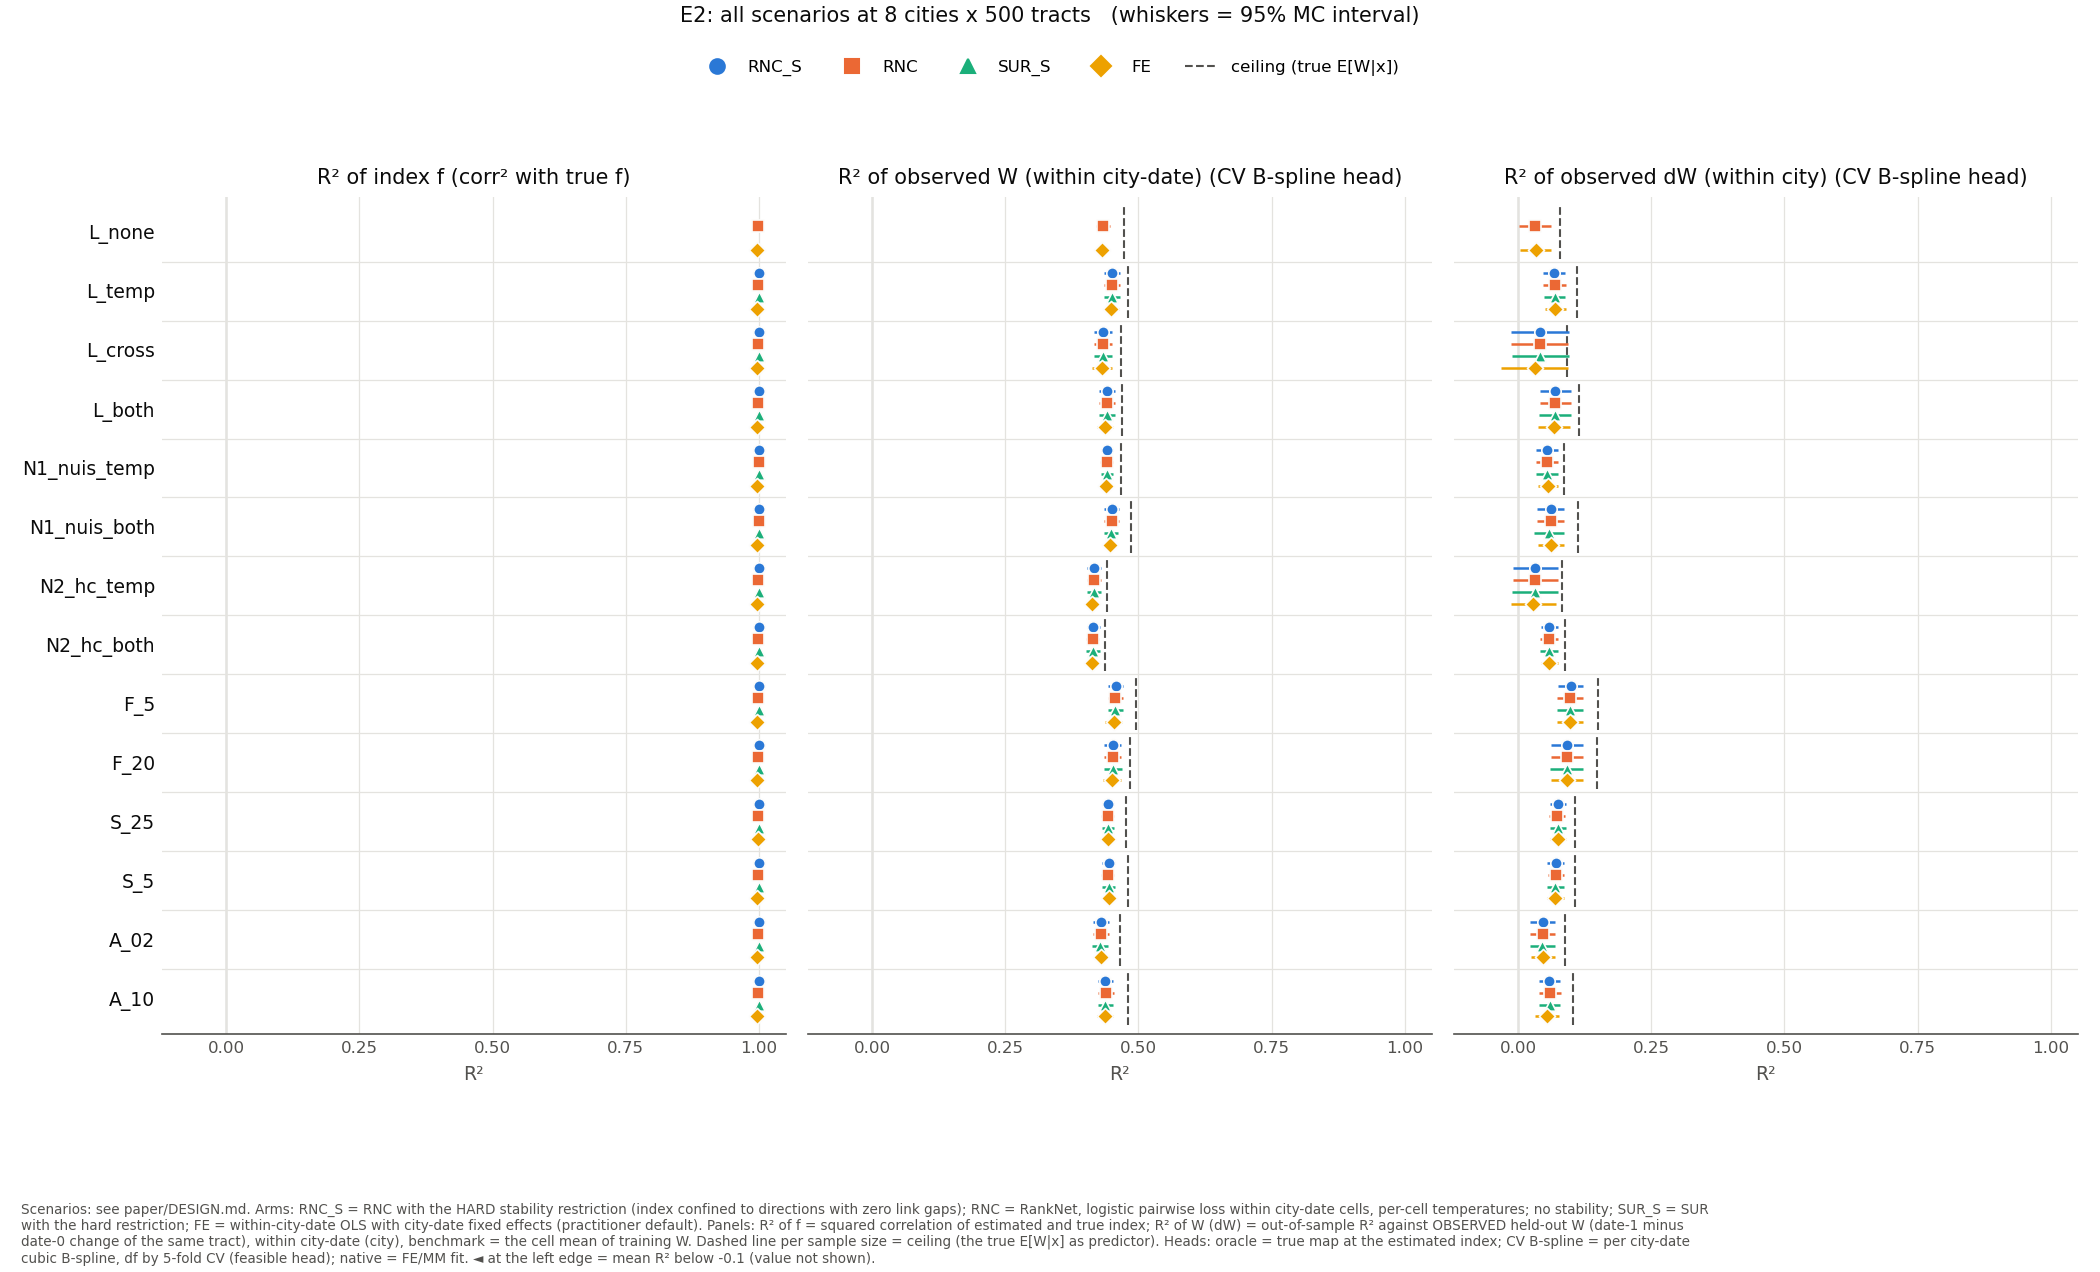 E2: all scenarios at 8 cities x 500 tracts   (whiskers = 95% MC interval)
RNC_S   RNC   SUR_S   FE   ceiling (true E[W|x])
R² of index f (corr² with true f)
R² of observed W (within city-date) (CV B-spline head)
R² of observed dW (within city) (CV B-spline head)
L_none
L_temp
L_cross
L_both
N1_nuis_temp
N1_nuis_both
N2_hc_temp
N2_hc_both
F_5
F_20
S_25
S_5
A_02
A_10
0.00 0.25 0.50 0.75 1.00
0.00 0.25 0.50 0.75 1.00
0.00 0.25 0.50 0.75 1.00
R²
R²
R²
Scenarios: see paper/DESIGN.md. Arms: RNC_S = RNC with the HARD stability restriction (index confined to directions with zero link gaps); RNC = RankNet, logistic pairwise loss within city-date cells, per-cell temperatures; no stability; SUR_S = SUR
with the hard restriction; FE = within-city-date OLS with city-date fixed effects (practitioner default). Panels: R² of f = squared correlation of estimated and true index; R² of W (dW) = out-of-sample R² against OBSERVED held-out W (date-1 minus
date-0 change of the same tract), within city-date (city), benchmark = the cell mean of training W. Dashed line per sample size = ceiling (the true E[W|x] as predictor). Heads: oracle = true map at the estimated index; CV B-spline = per city-date
cubic B-spline, df by 5-fold CV (feasible head); native = FE/MM fit. ◄ at the left edge = mean R² below -0.1 (value not shown).